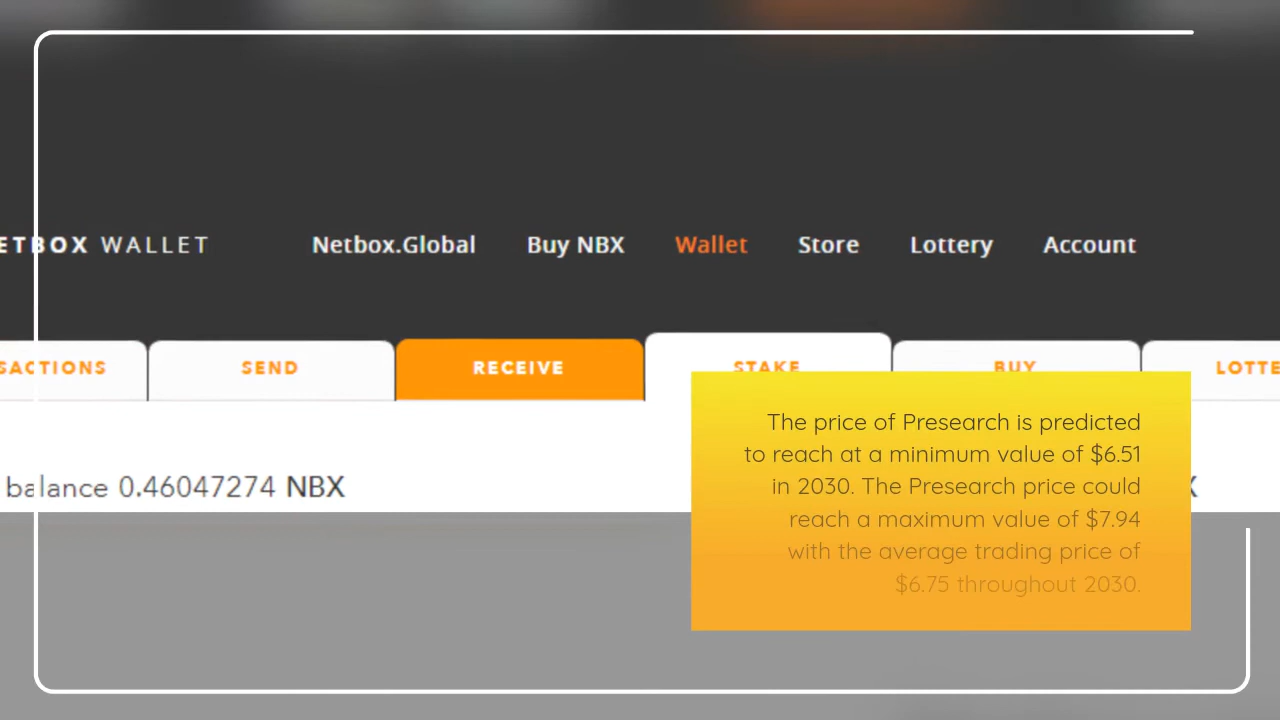 ETBOX WALLET Netbox.Global Buy NBX Wallet Store Lottery Account
SACTIONS SEND RECEIVE STAKE BUY LOTTE
balance 0.46047274 NBX
The price of Presearch is predicted
to reach at a minimum value of $6.51
in 2030. The Presearch price could
reach a maximum value of $7.94
with the average trading price of
$6.75 throughout 2030.